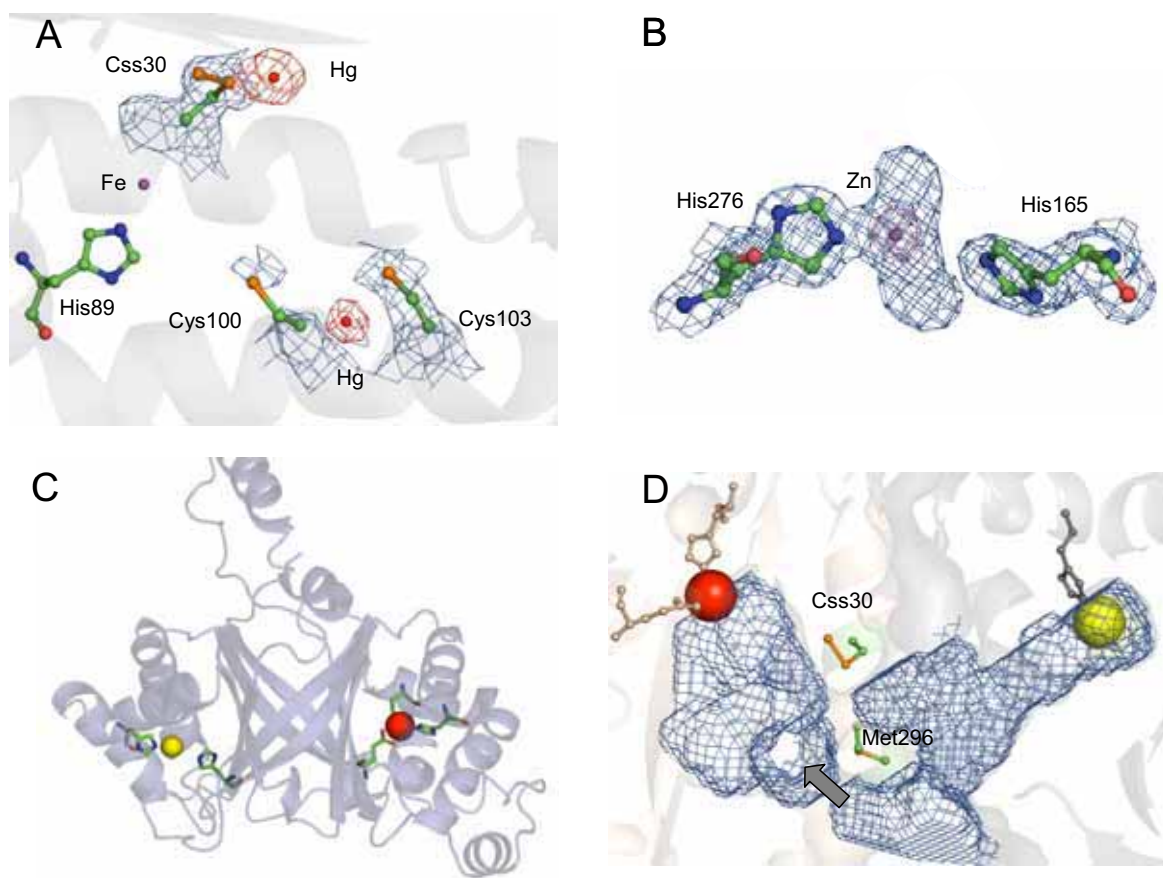 A
Css30
Hg
Fe
His89
Cys100
Cys103
Hg
B
Zn
His276
His165
C
D
Css30
Met296